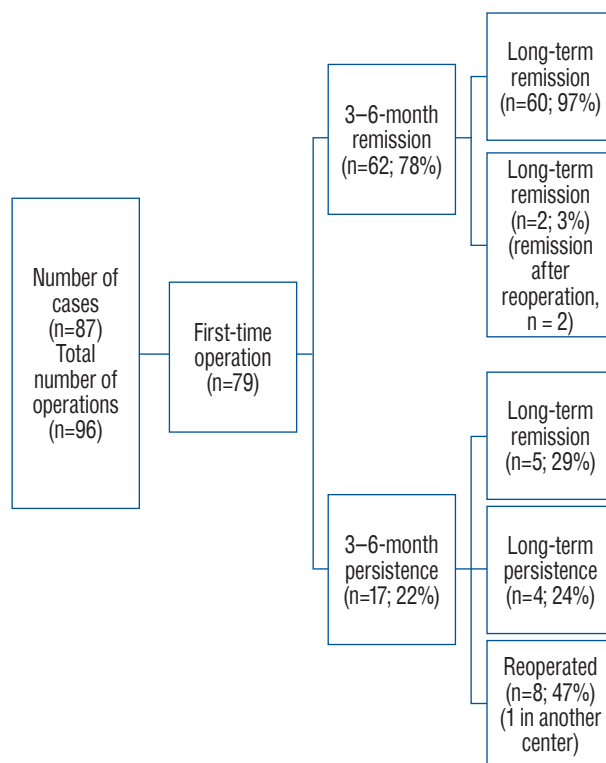 Number of
cases
(n=87)
Total
number of
operations
(n=96)
First-time
operation
(n=79)
3–6-month
remission
(n=62; 78%)
Long-term
remission
(n=60; 97%)
Long-term
remission
(n=2; 3%)
(remission
after
reoperation,
n = 2)
3–6-month
persistence
(n=17; 22%)
Long-term
remission
(n=5; 29%)
Long-term
persistence
(n=4; 24%)
Reoperated
(n=8; 47%)
(1 in another
center)